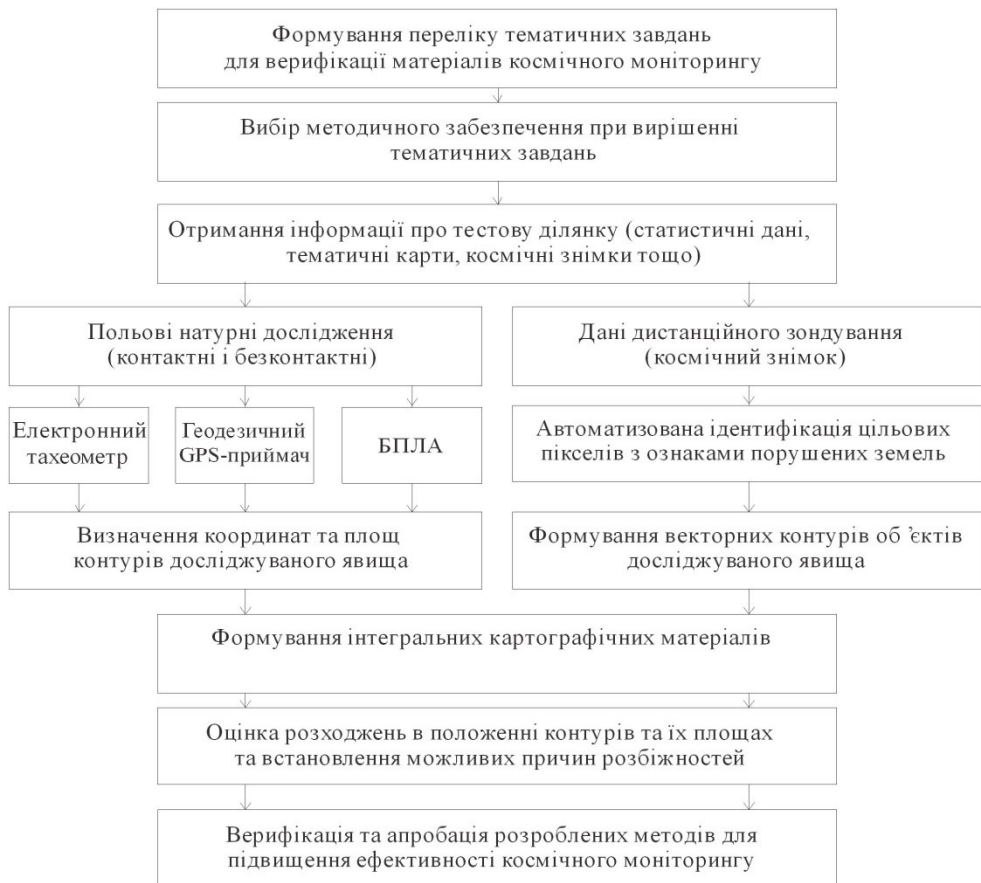 Формування переліку тематичних завдань
для верифікації матеріалів космічного моніторингу
Вибір методичного забезпечення при вирішенні
тематичних завдань
Отримання інформації про тестову ділянку (статистичні дані,
тематичні карти, космічні знімки тощо)
Польові натурні дослідження
(контактні і безконтактні)
Дані дистанційного зондування
(космічний знімок)
Електронний
тахеометр
Геодезичний
GPS-приймач
БПЛА
Автоматизована ідентифікація цільових
пікселів з ознаками порушених земель
Визначення координат та площ
контурів досліджуваного явища
Формування векторних контурів об ’єктів
досліджуваного явища
Формування інтегральних картографічних матеріалів
Оцінка розходжень в положенні контурів та їх площах
та встановлення можливих причин розбіжностей
Верифікація та апробація розроблених методів для
підвищення ефективності космічного моніторингу